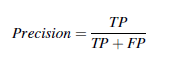 Precision = TP / TP + FP